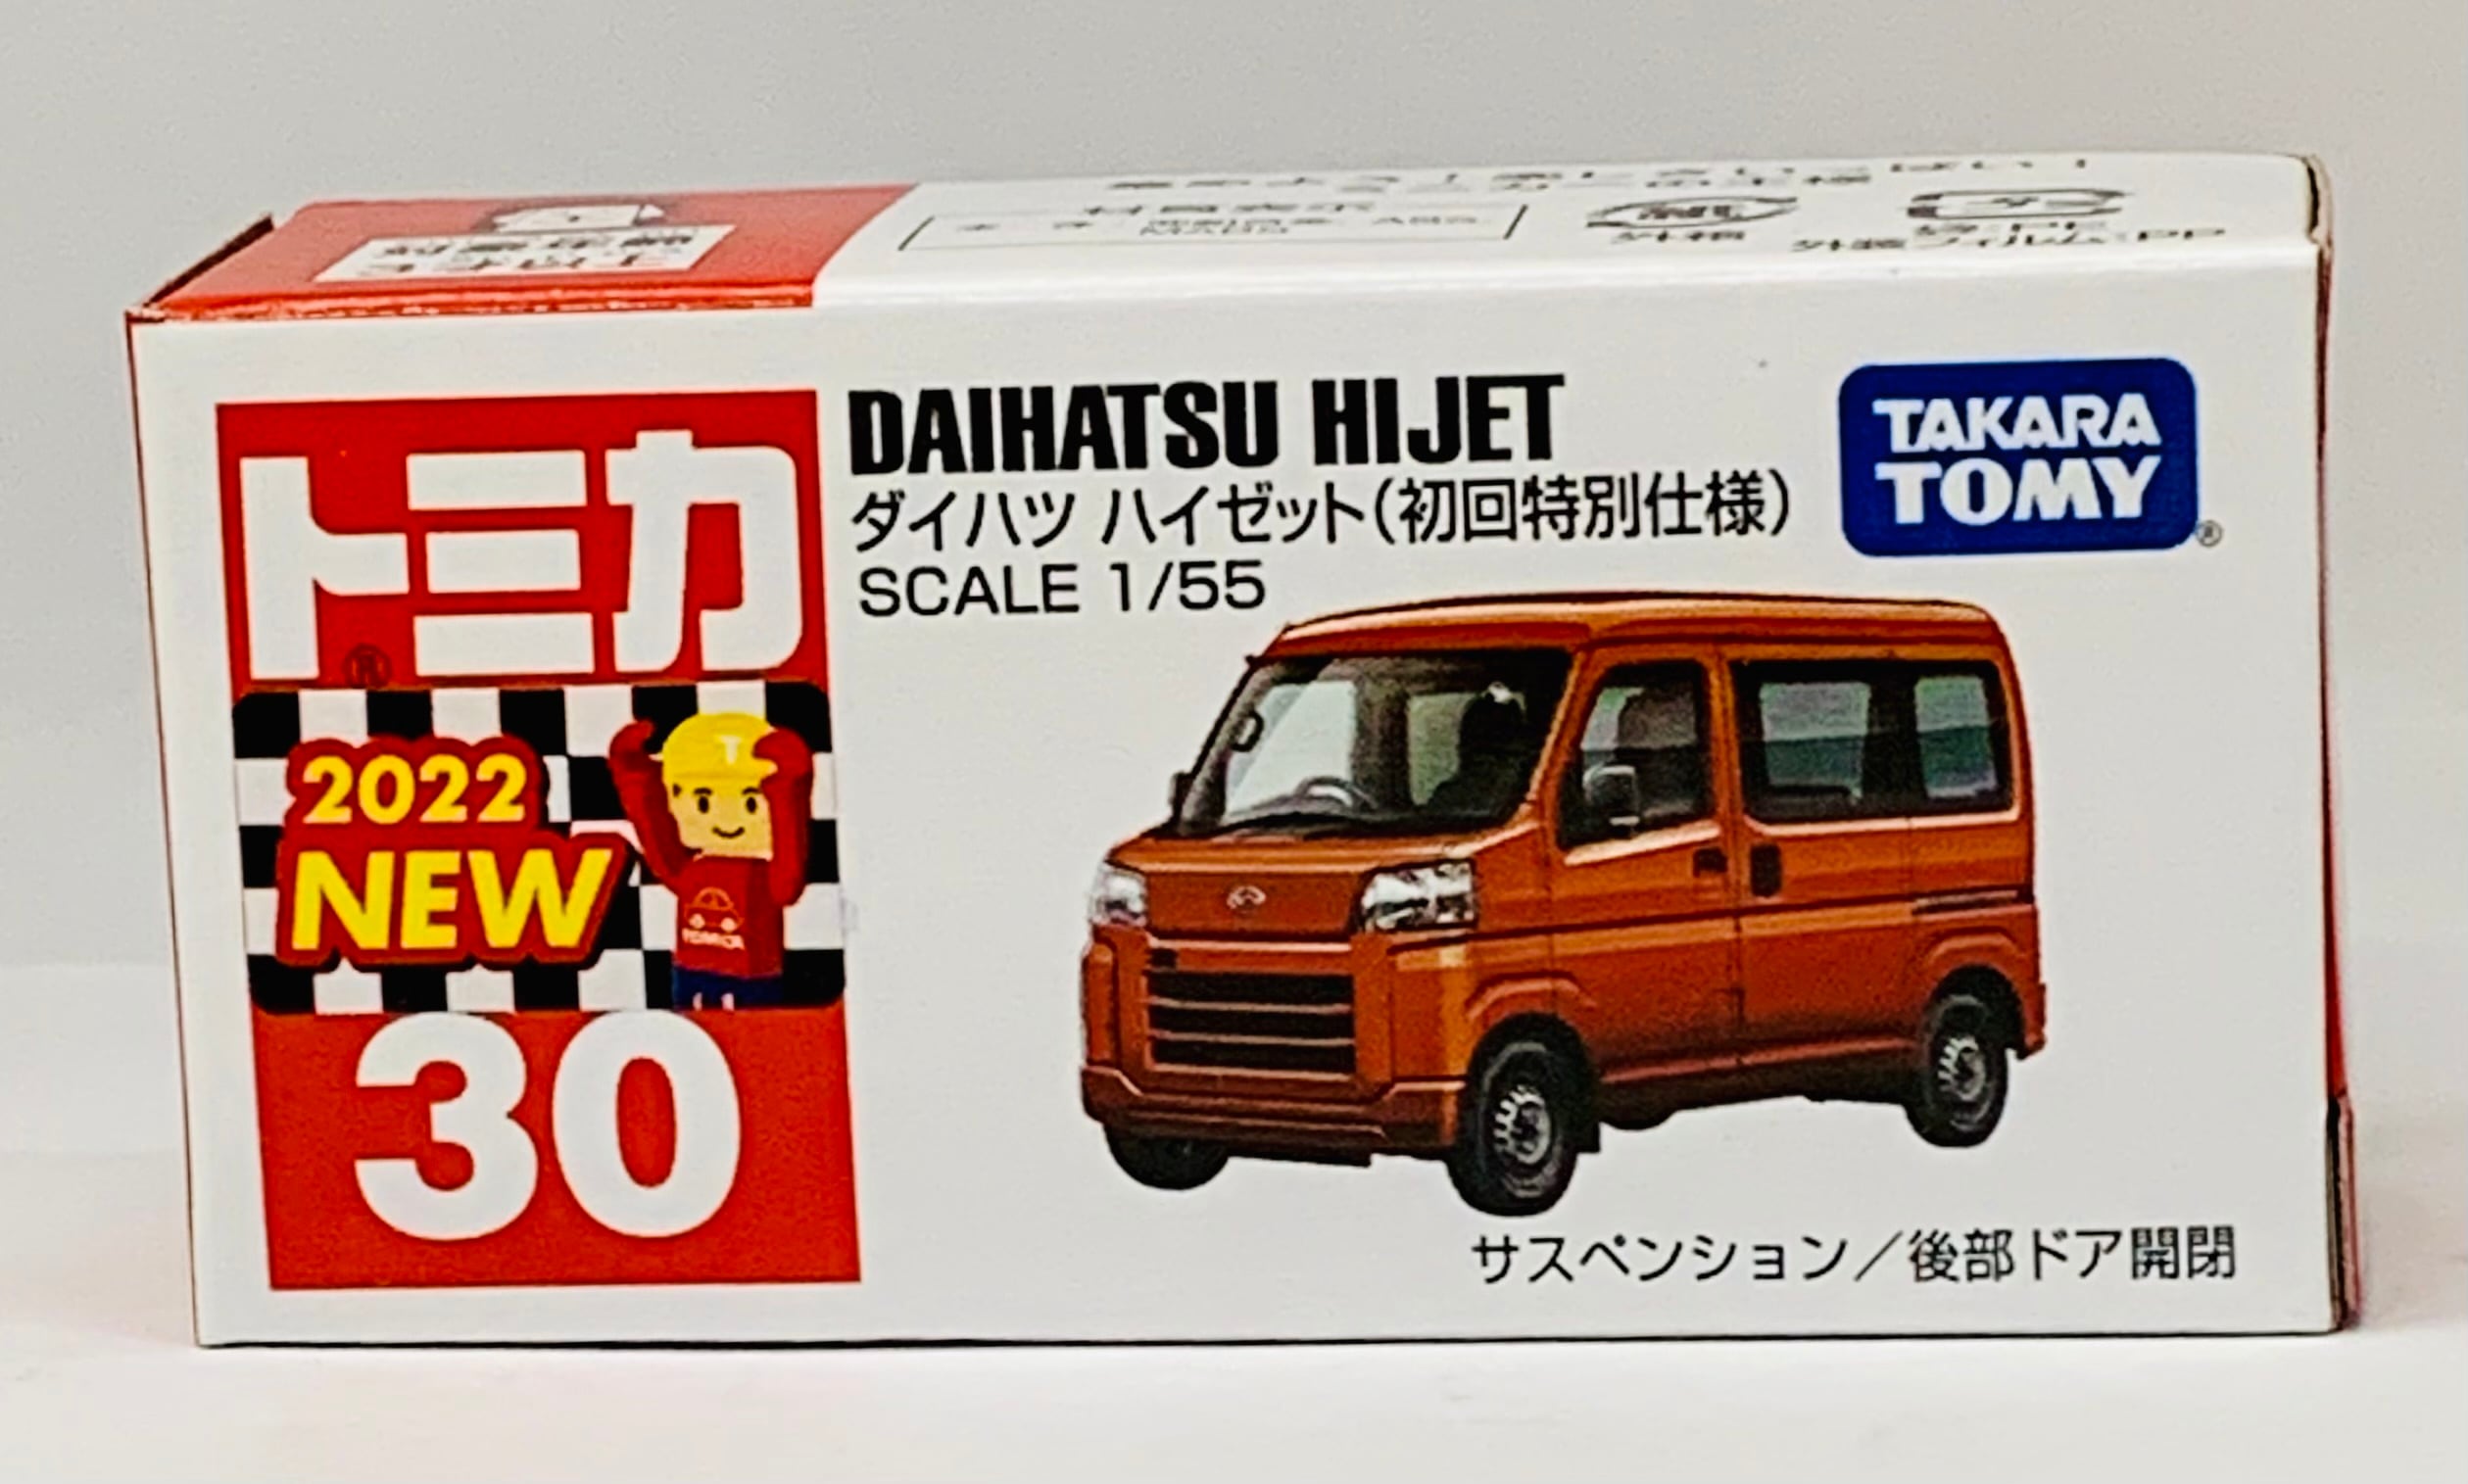 DAIHATSU HIJET
ダイハツ ハイゼット(初回特別仕様)
SCALE 1/55
TAKARA
TOMY
®
トミカ
®
2022
NEW
TOMICA
30
サスペンション/後部ドア開閉